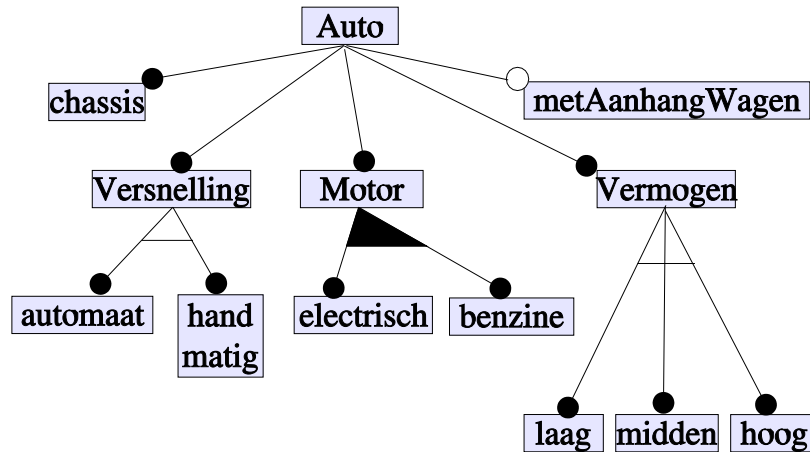 Auto
chassis
metAanhangWagen
Versnelling
Motor
Vermogen
automaat
hand
matig
electrisch
benzine
laag
midden
hoog